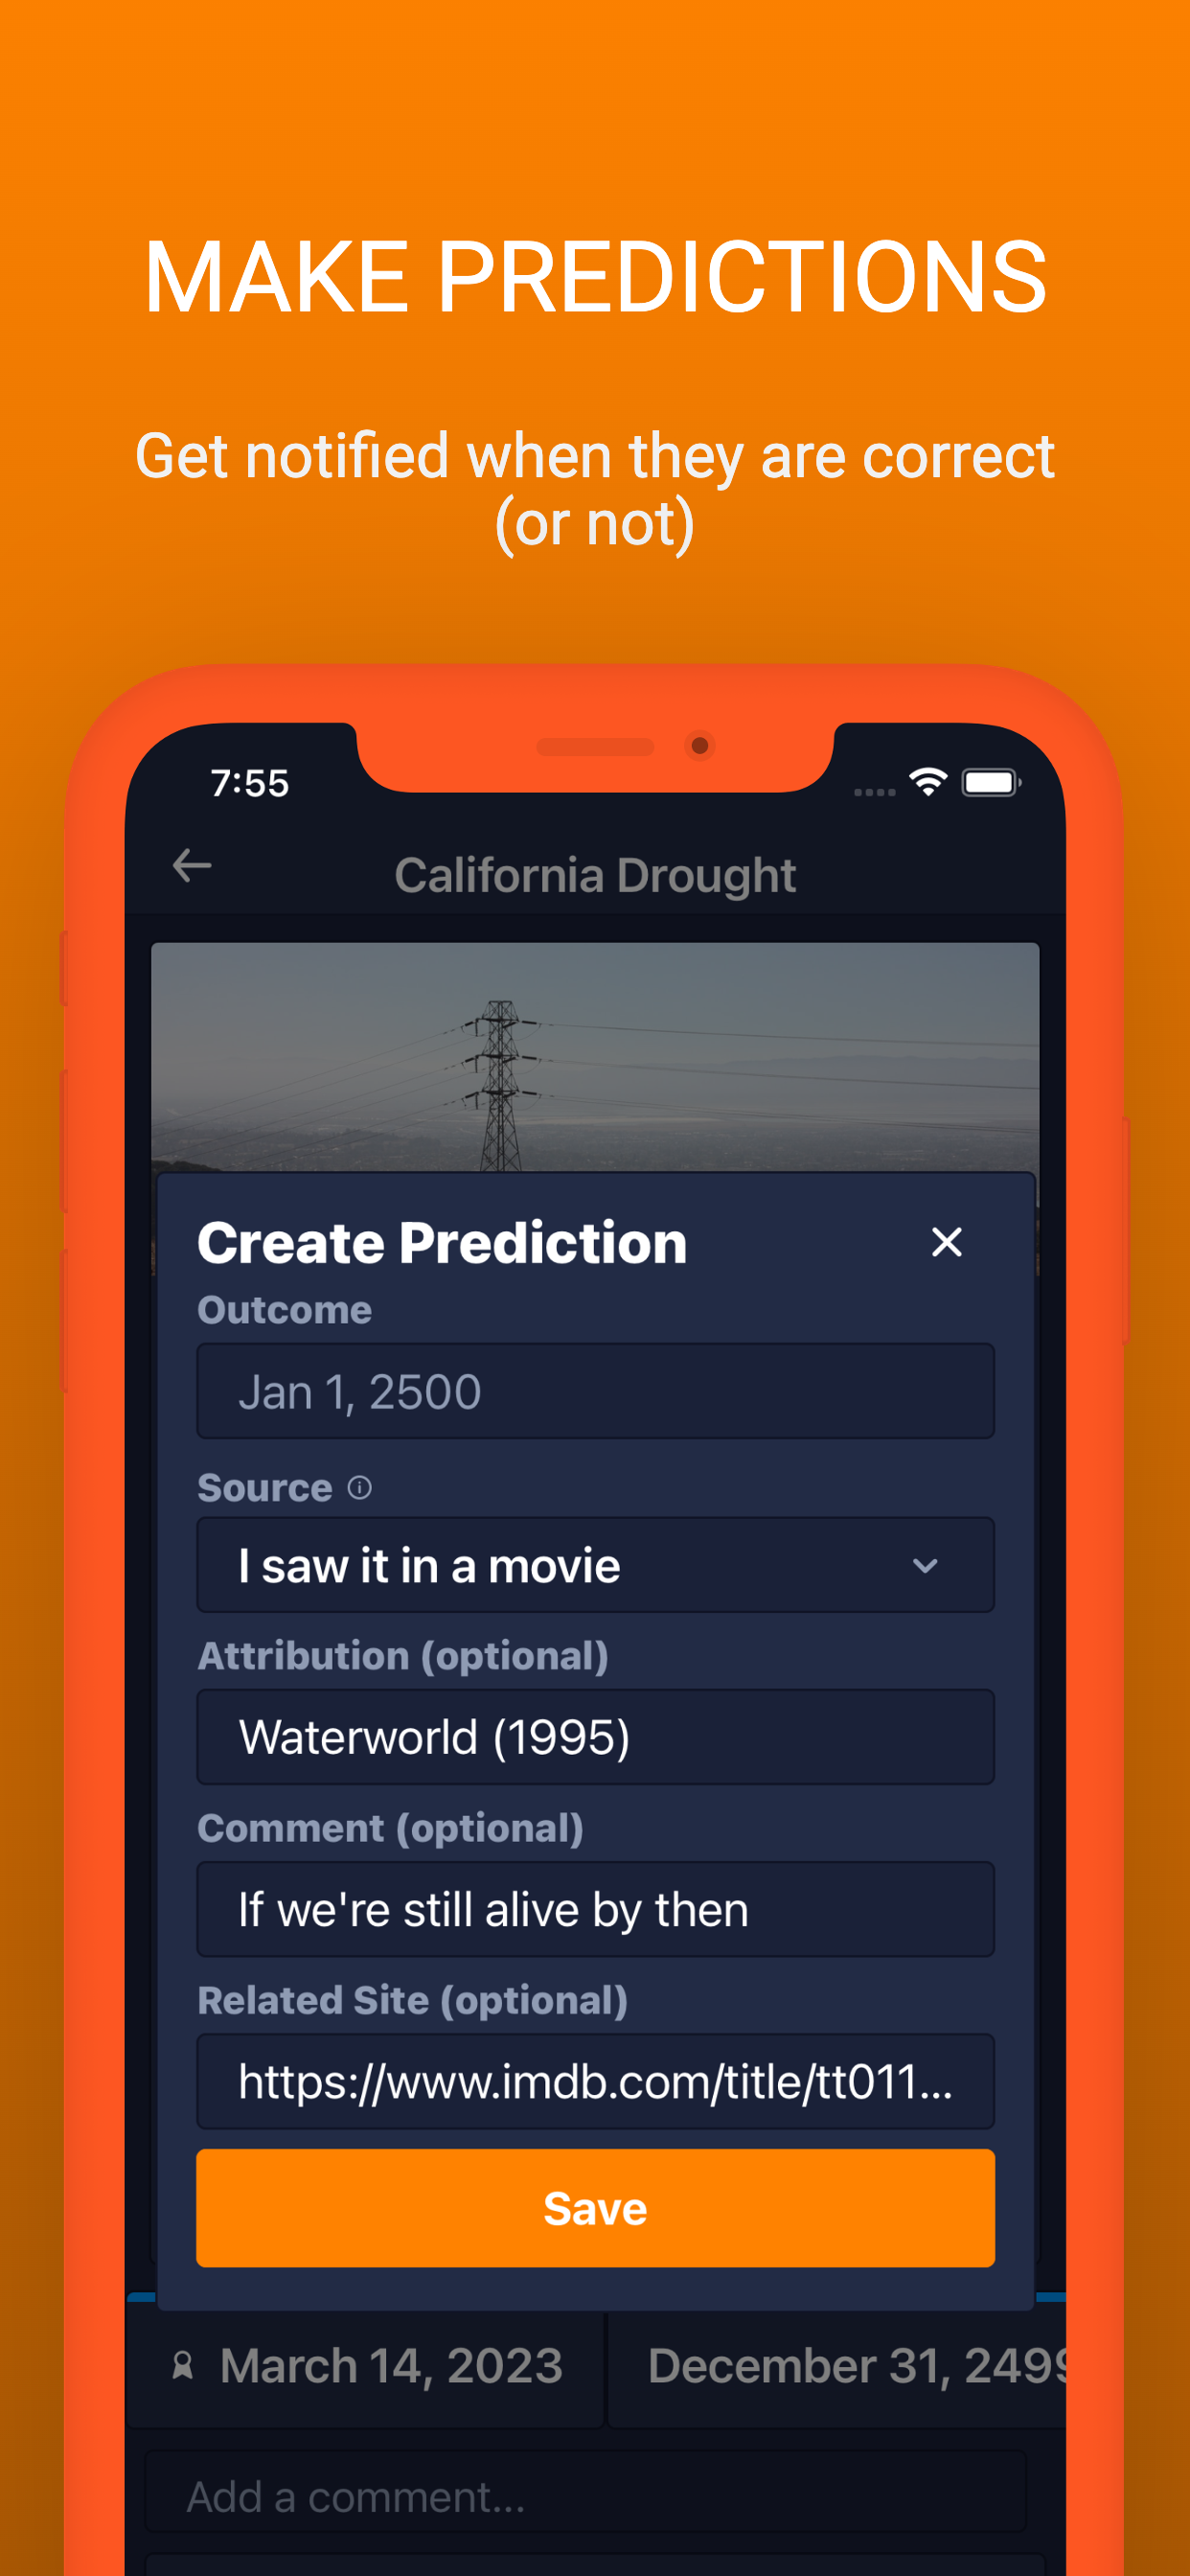 MAKE PREDICTIONS
Get notified when they are correct
(or not)
7:55
California Drought
Create Prediction
Outcome
Jan 1, 2500
Source
I saw it in a movie
Attribution (optional)
Waterworld (1995)
Comment (optional)
If we're still alive by then
Related Site (optional)
https://www.imdb.com/title/tt011...
Save
March 14, 2023
December 31, 2499
Add a comment...